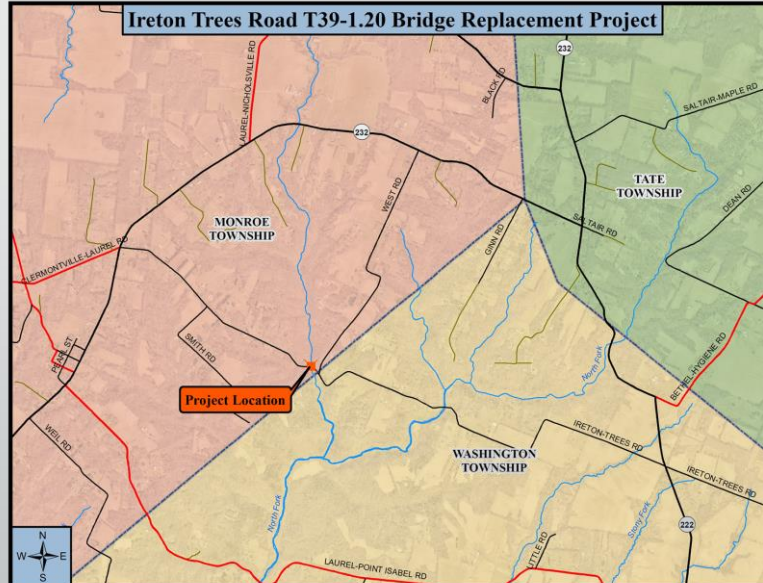 Ireton Trees Road T39-1.20 Bridge Replacement Project
232
LAUREL-NICHOLSVILLE RD
BLACK RD
SALTAIR-MAPLE RD
232
WEST RD
TATE
TOWNSHIP
DEAN RD
MONROE
TOWNSHIP
SALTAIR RD
GINN RD
CLERMONTVILLE-LAUREL RD
SMITH RD
PEARL ST
North Fork
BETHEL-HYGIENE RD
Project Location
WEIL RD
IRETON-TREES RD
WASHINGTON
TOWNSHIP
IRETON-TREES RD
North Fork
Stony Fork
222
LITTLE RD
LAUREL-POINT ISABEL RD
N
W E
S